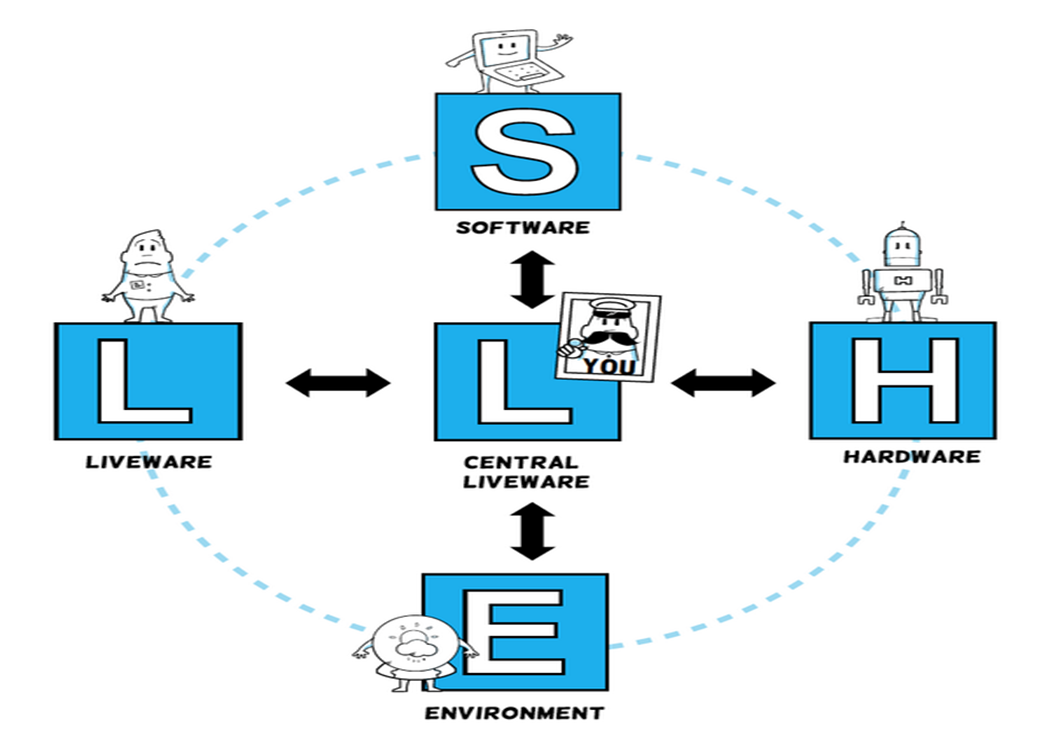 S
SOFTWARE
L
LIVEWARE
L
YOU
CENTRAL
LIVEWARE
H
H
HARDWARE
E
ENVIRONMENT